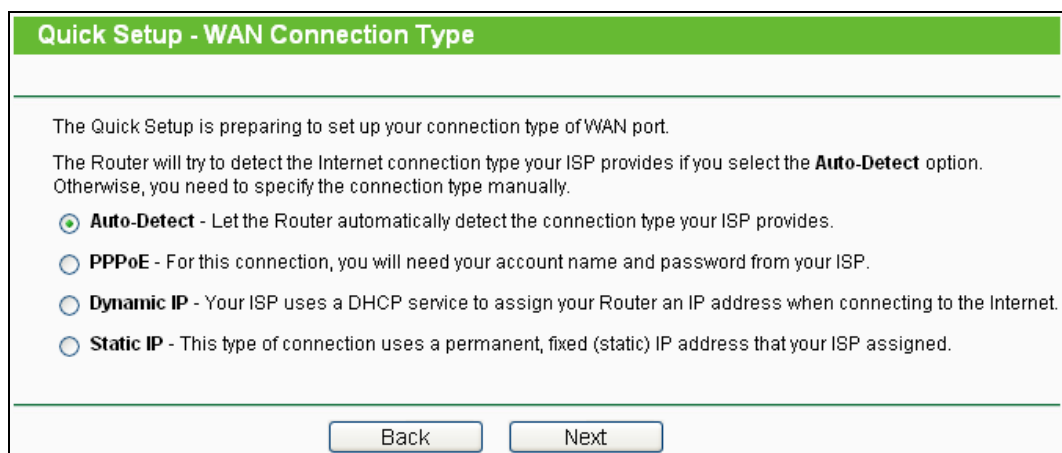 Quick Setup - WAN Connection Type
The Quick Setup is preparing to set up your connection type of WAN port.
The Router will try to detect the Internet connection type your ISP provides if you select the Auto-Detect option.
Otherwise, you need to specify the connection type manually.
Auto-Detect - Let the Router automatically detect the connection type your ISP provides.
PPPoE - For this connection, you will need your account name and password from your ISP.
Dynamic IP - Your ISP uses a DHCP service to assign your Router an IP address when connecting to the Internet.
Static IP - This type of connection uses a permanent, fixed (static) IP address that your ISP assigned.
Back Next